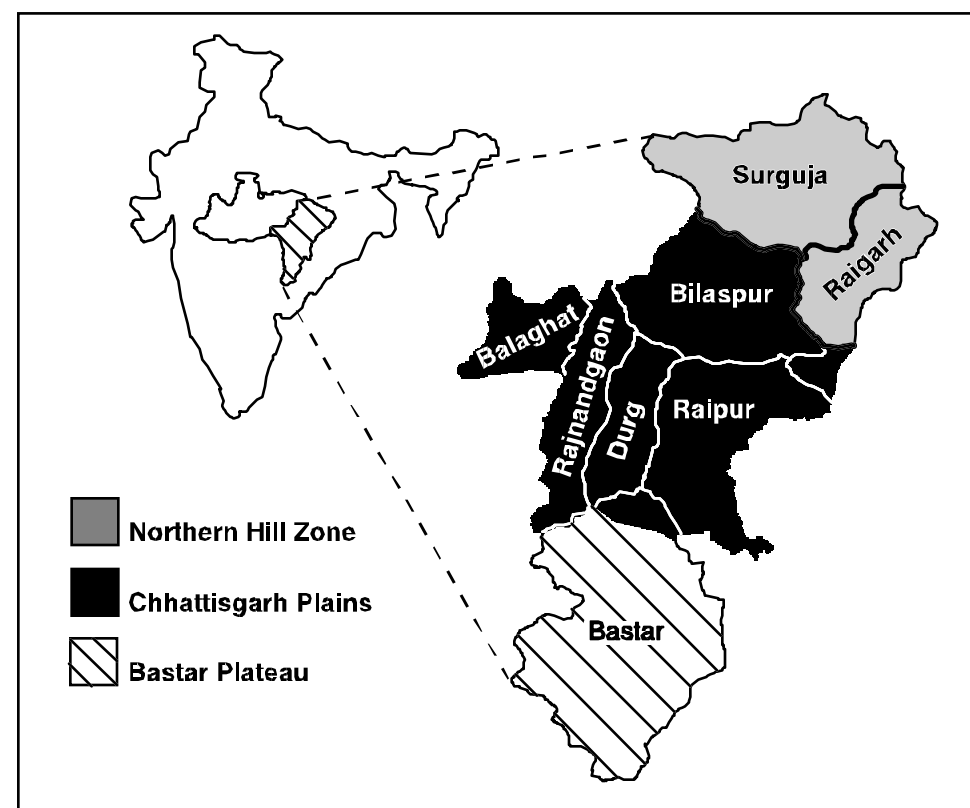 Surguja
Raigarh
Bilaspur
Balaghat
Rajnandgaon
Durg
Raipur
Bastar
Northern Hill Zone
Chhattisgarh Plains
Bastar Plateau